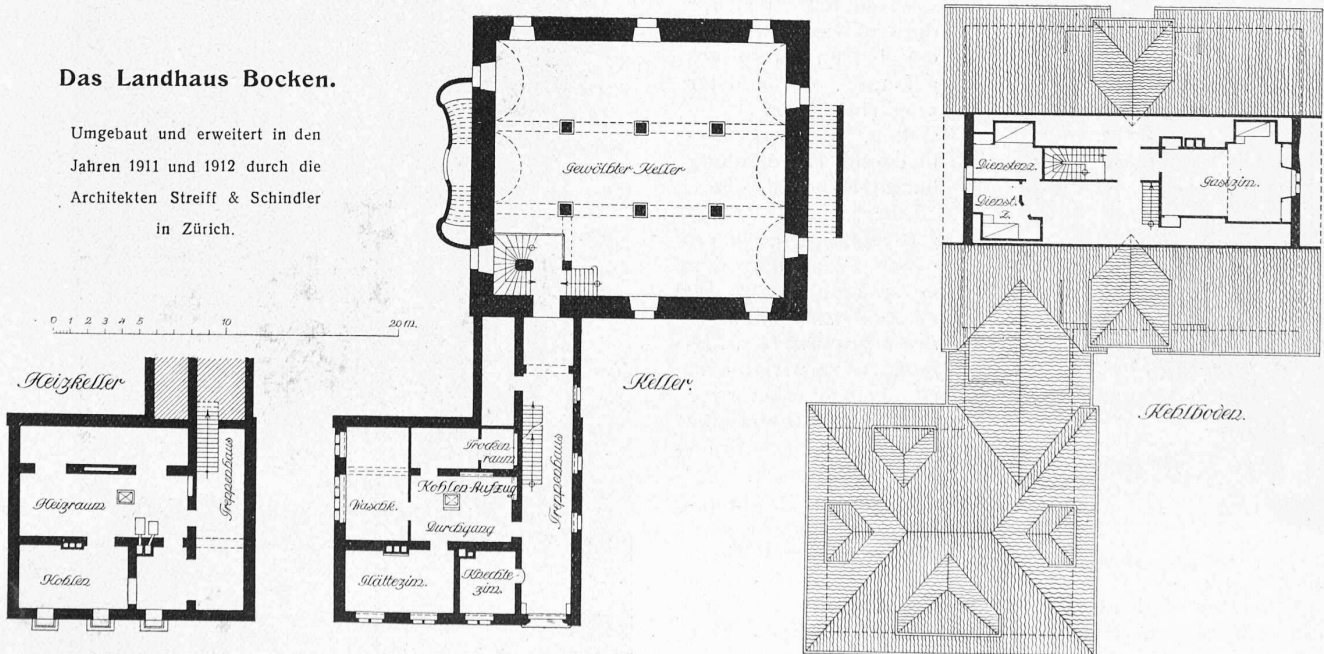 Das Landhaus Bocken.
Umgebaut und erweitert in den
Jahren 1911 und 1912 durch die
Architekten Streiff & Schindler
in Zürich.
0 1 2 3 4 5 10 20 m.
Heizkeller
Heizraum
Kohlen
Treppenhaus
Gewölbter Keller
Keller.
Trocken
raum
Kohlen-Aufzug
Waschk.
Durchgang
Glättezim.
Knechte
zim.
Treppenhaus
Dienstenz.
Dienst.
z.
Gastzim.
Kehlboden.